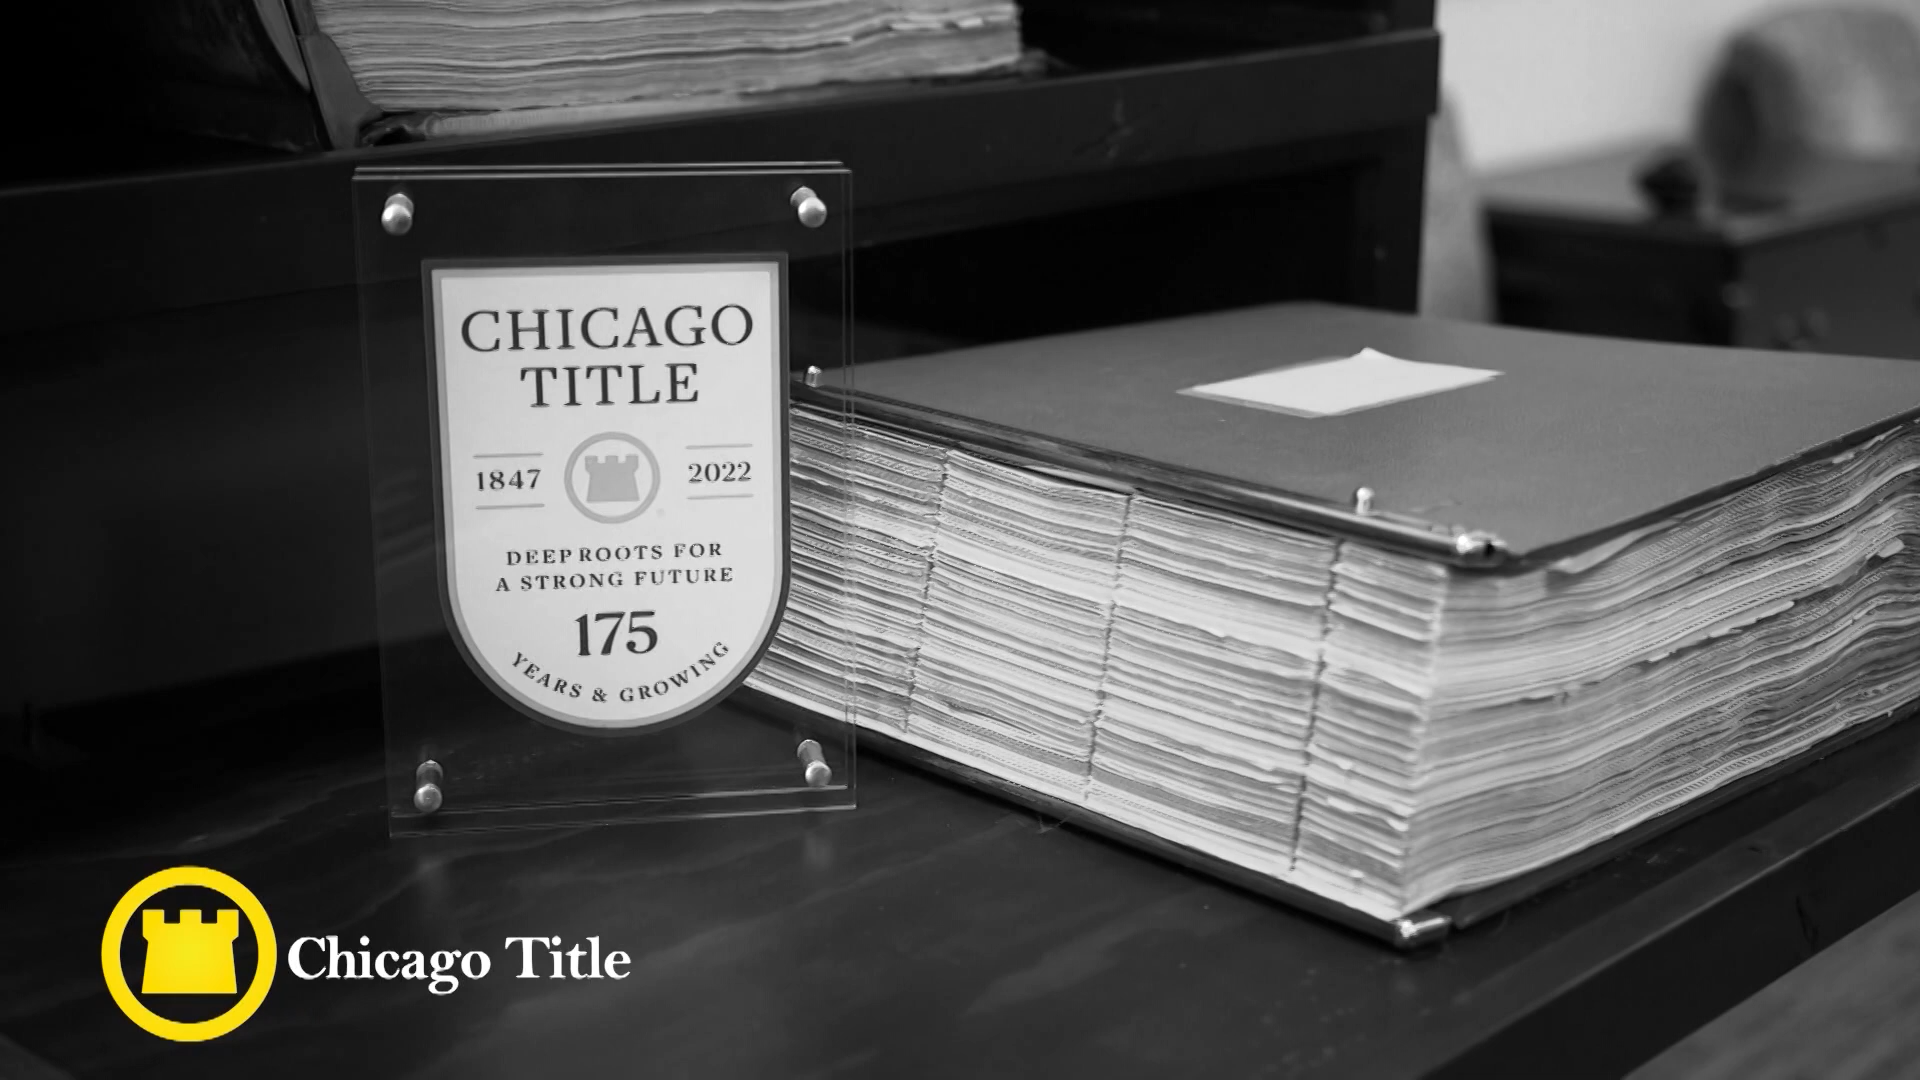 CHICAGO
TITLE
1847
2022
DEEP ROOTS FOR
A STRONG FUTURE
175
YEARS & GROWING
Chicago Title